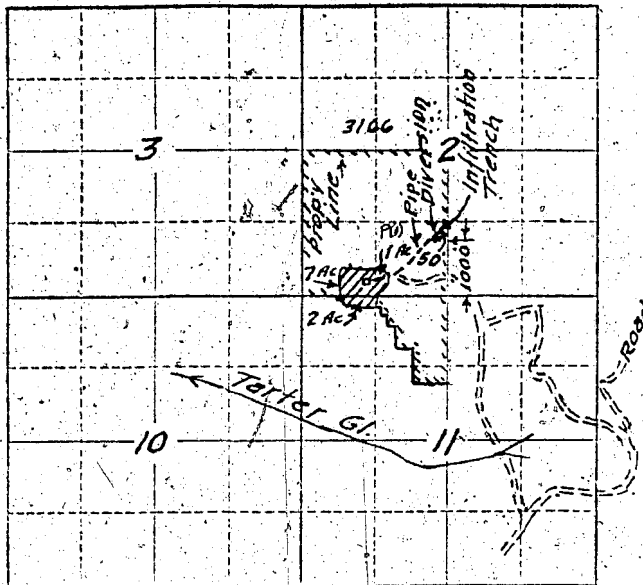 3106
3
2
Prop'y Line
Pipe
Diversion
Infiltration
Trench
P(1)
1 Ac
150
1000'
7 Ac
2 Ac
Road
Tarter Gl.
10
11